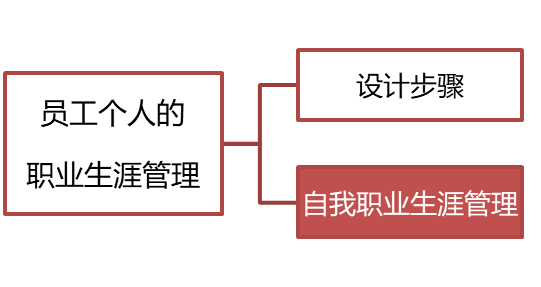 员工个人的
职业生涯管理
设计步骤
自我职业生涯管理